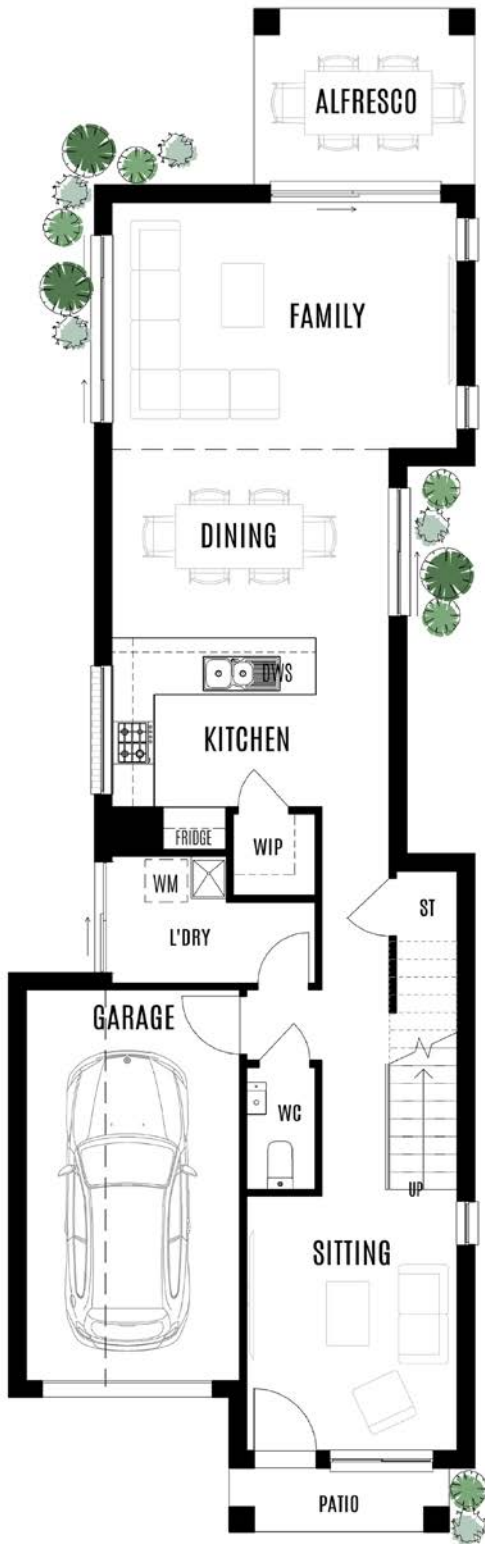 ALFRESCO
FAMILY
DINING
DWS
KITCHEN
FRIDGE
WIP
WM
ST
L'DRY
GARAGE
WC
UP
SITTING
PATIO